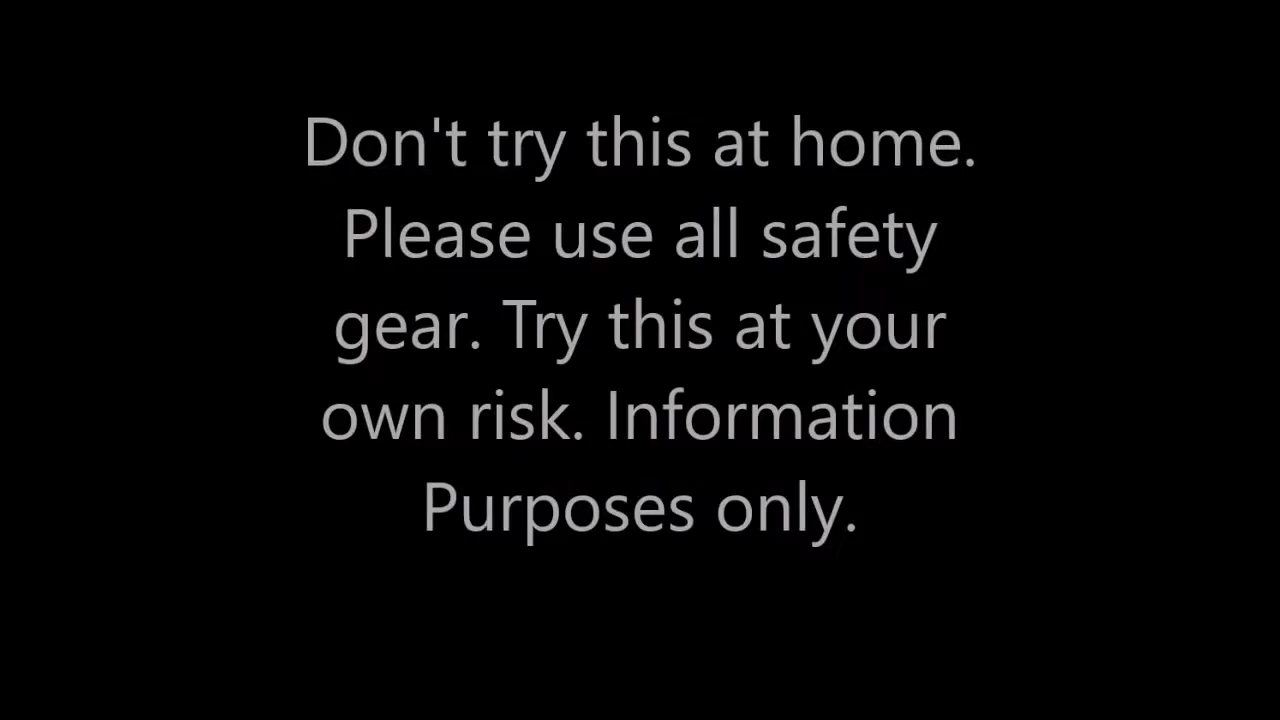 Don't try this at home.
Please use all safety
gear. Try this at your
own risk. Information
Purposes only.